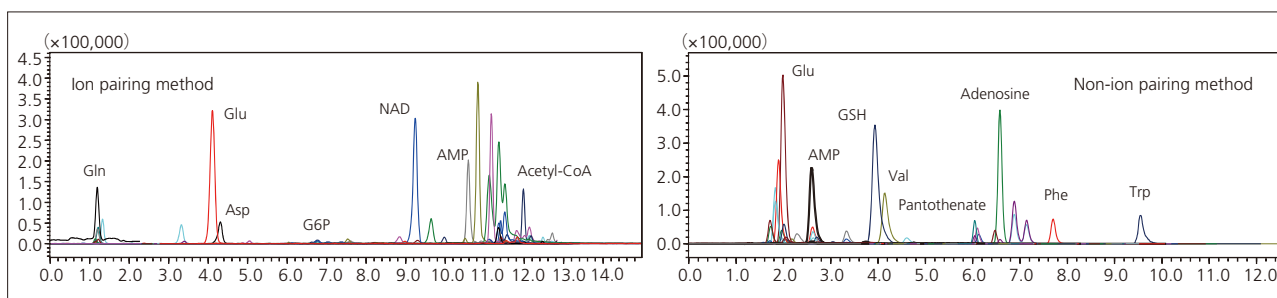 (×100,000)
4.5
4.0
3.5
3.0
2.5
2.0
1.5
1.0
0.5
0.0
Ion pairing method
Gln
Glu
Asp
G6P
NAD
AMP
Acetyl-CoA
0.0 1.0 2.0 3.0 4.0 5.0 6.0 7.0 8.0 9.0 10.0 11.0 12.0 13.0 14.0
(×100,000)
5.0
4.0
3.0
2.0
1.0
0.0
Non-ion pairing method
Glu
AMP
GSH
Val
Pantothenate
Adenosine
Phe
Trp
0.0 1.0 2.0 3.0 4.0 5.0 6.0 7.0 8.0 9.0 10.0 11.0 12.0